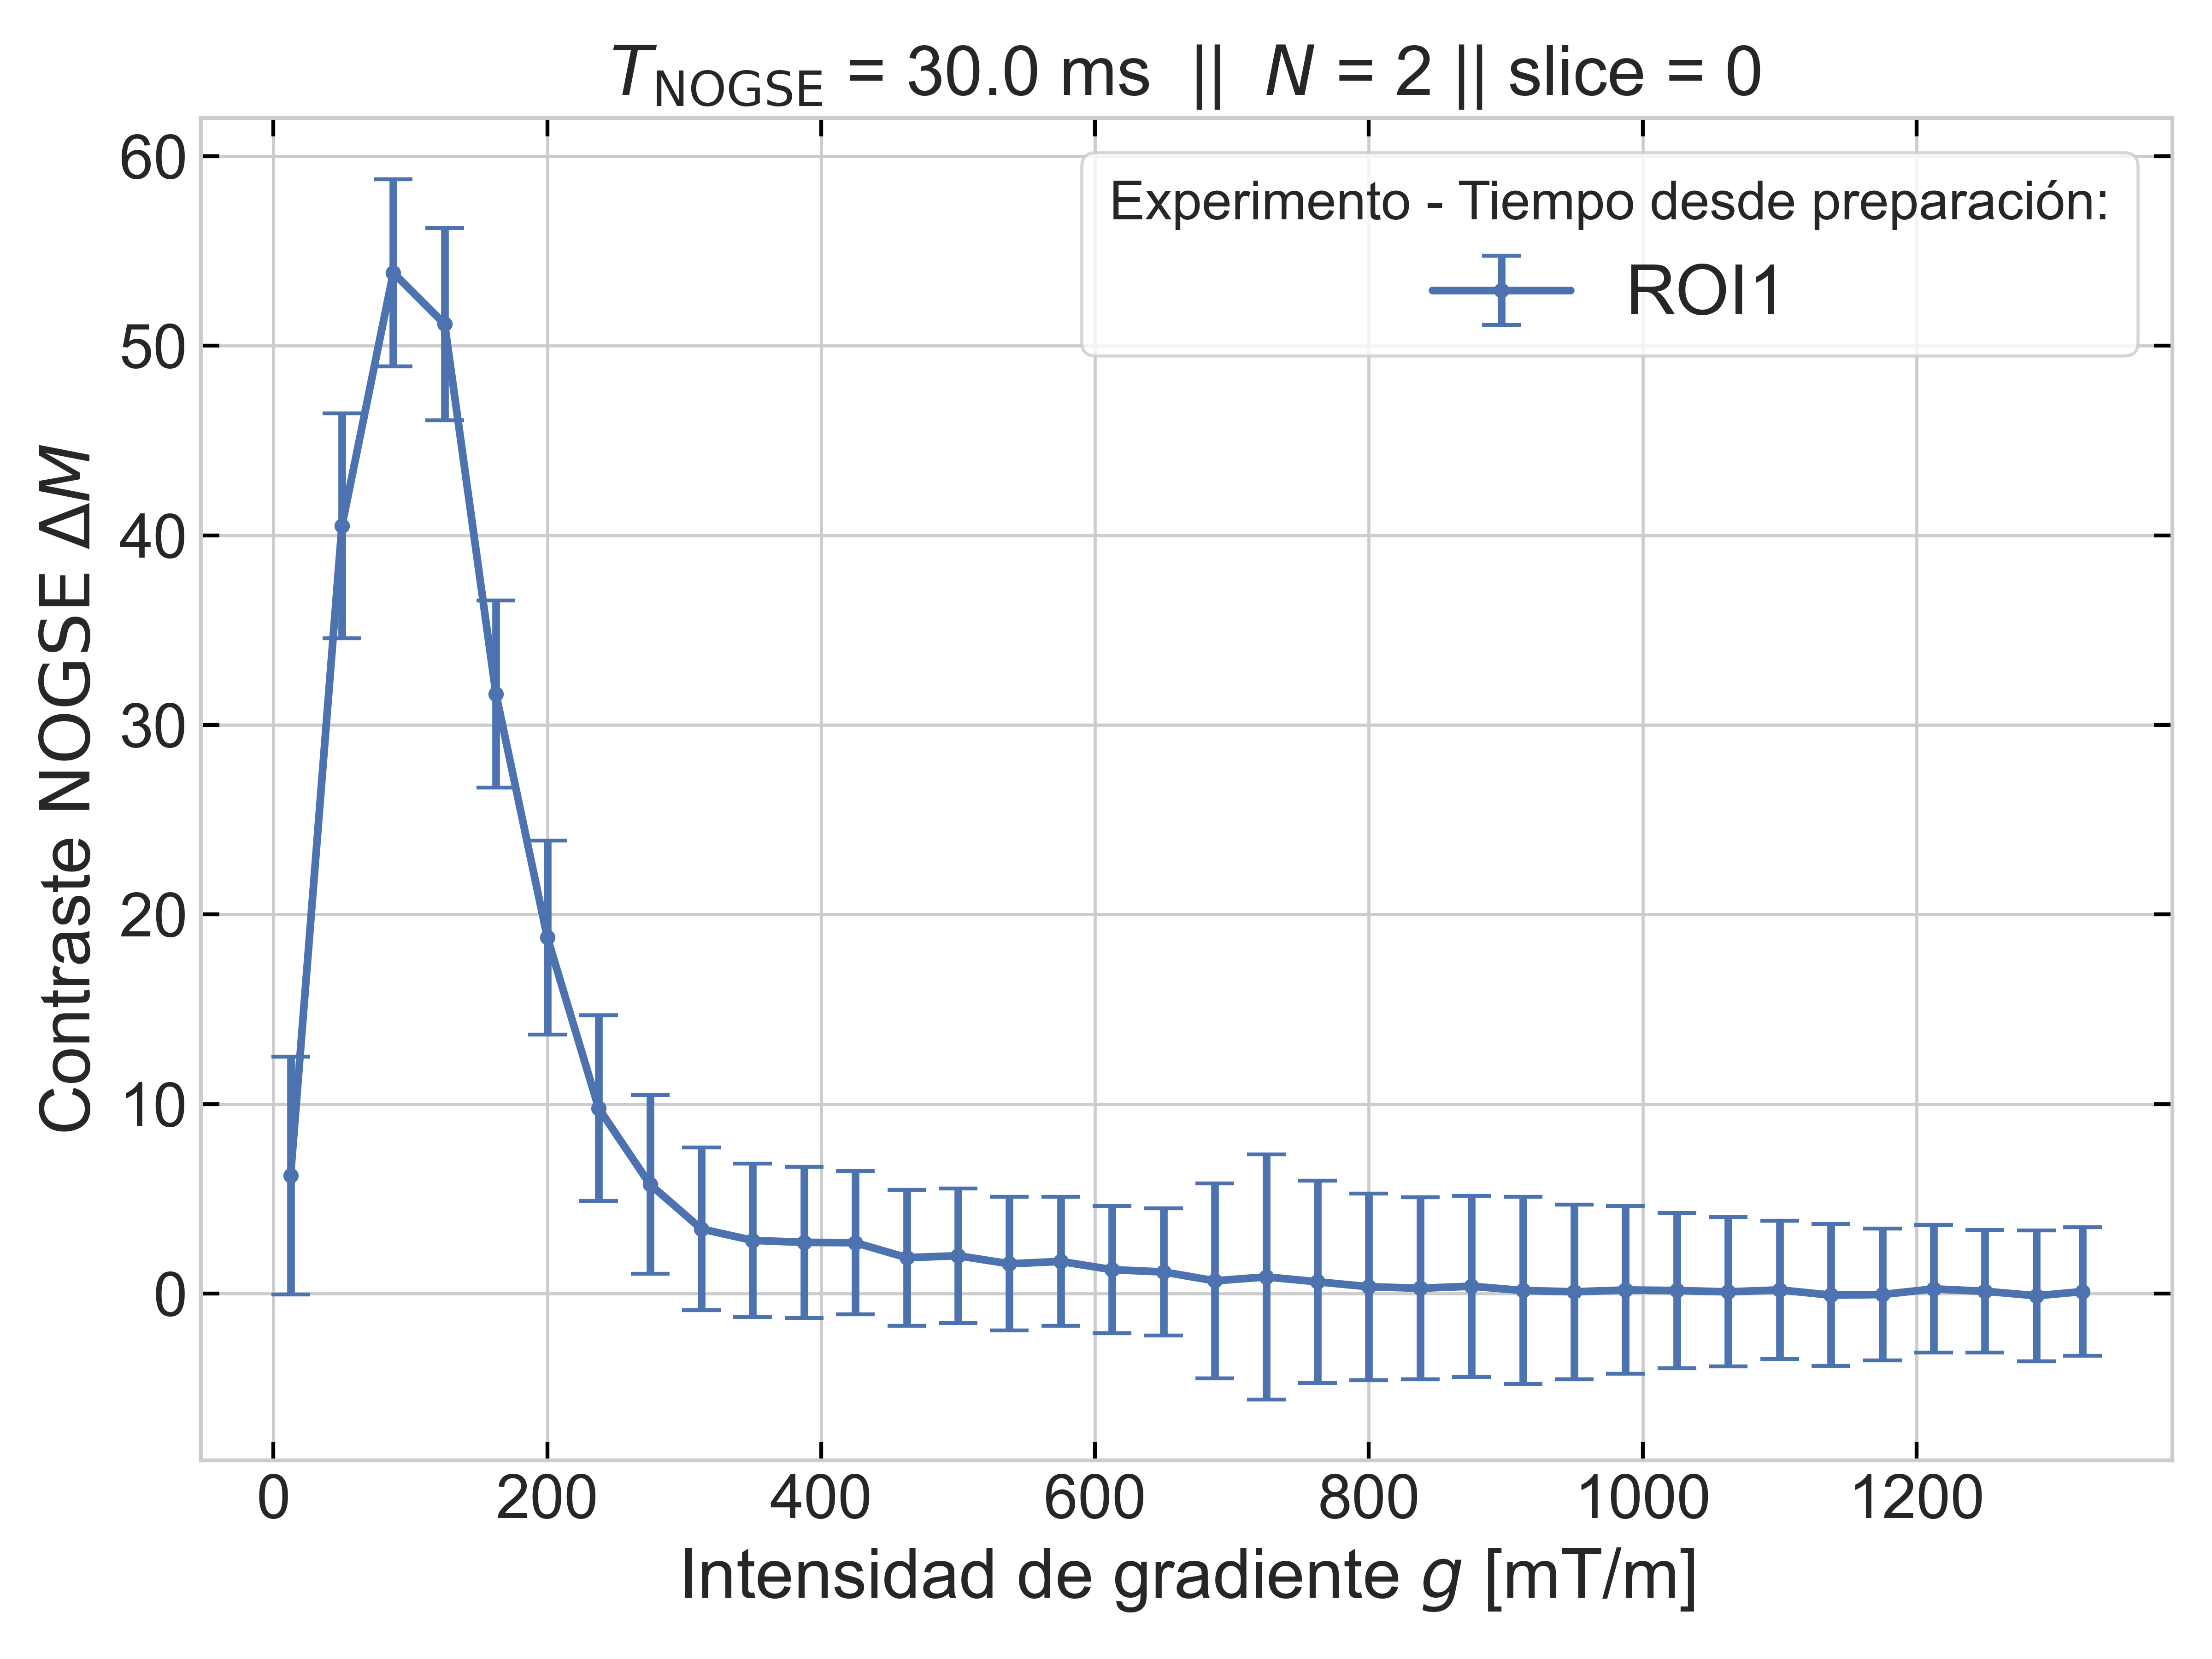 T_NOGSE = 30.0 ms || N = 2 || slice = 0
Experimento - Tiempo desde preparación:
ROI1
60
50
40
30
20
10
0
Contraste NOGSE ΔM
0 200 400 600 800 1000 1200
Intensidad de gradiente g [mT/m]